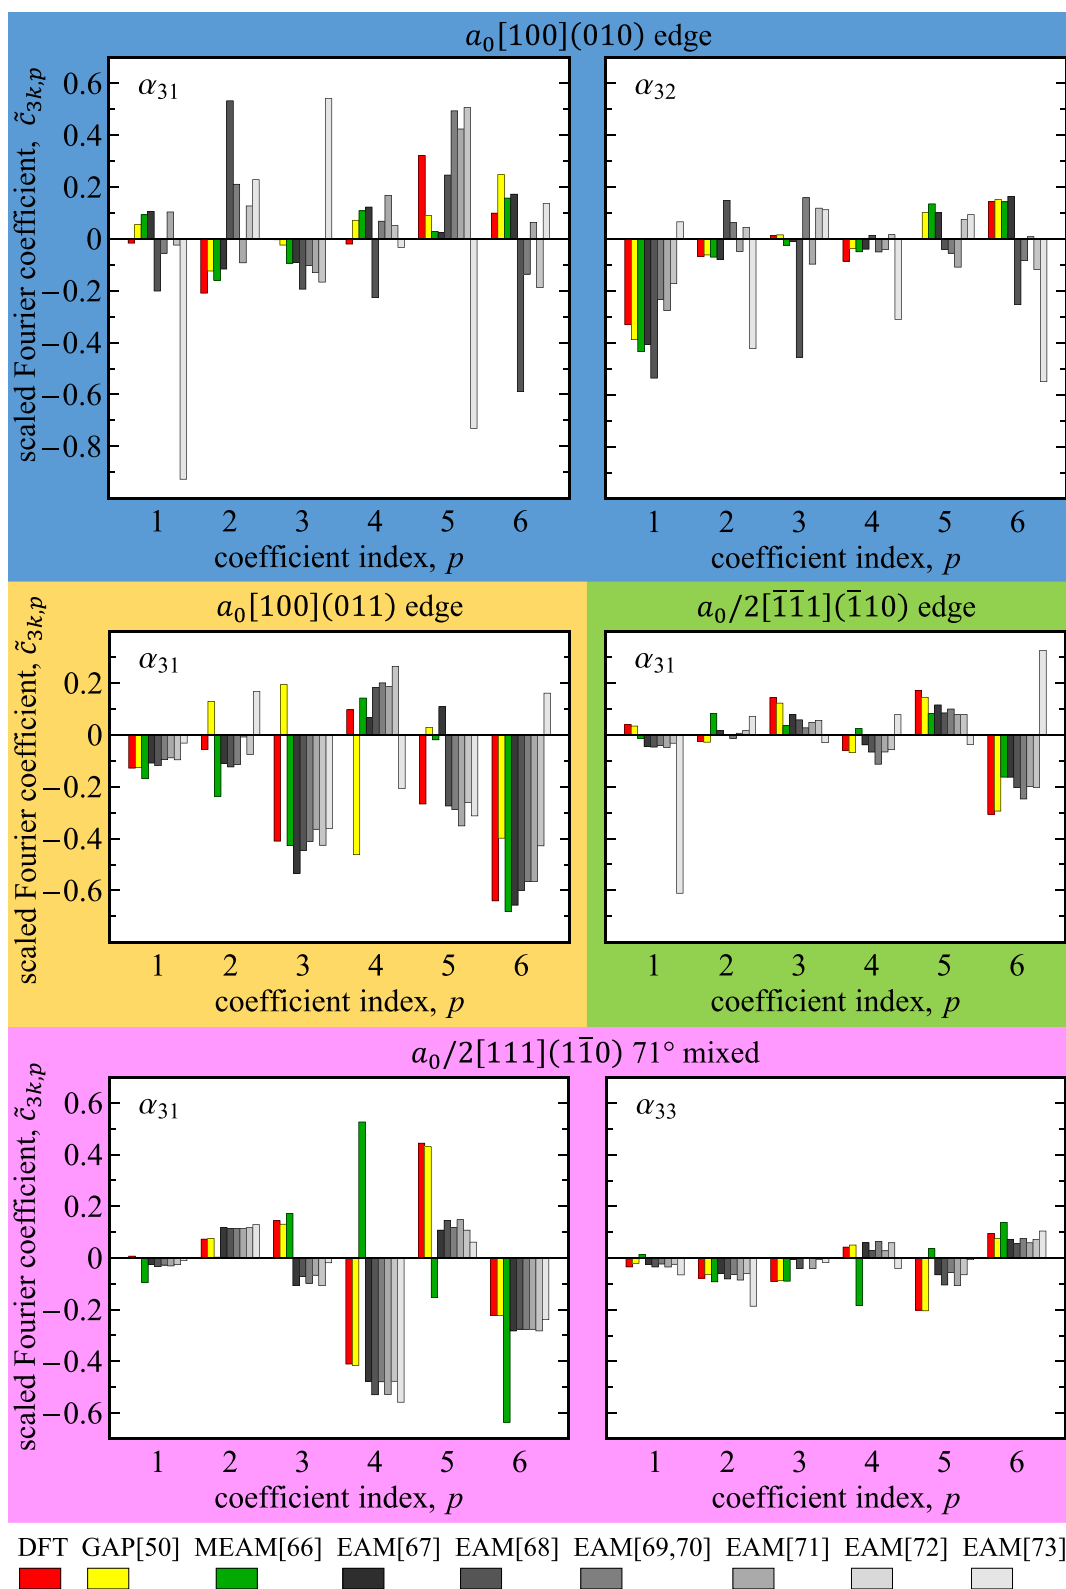 a₀[100](010) edge
scaled Fourier coefficient, c̃₃ₖ,ₚ
α₃₁
α₃₂
0.6
0.4
0.2
0
−0.2
−0.4
−0.6
−0.8
1 2 3 4 5 6 1 2 3 4 5 6
coefficient index, p coefficient index, p
a₀[100](011) edge
a₀/2[1̅1̅1](1̅10) edge
scaled Fourier coefficient, c̃₃ₖ,ₚ
α₃₁
α₃₁
0.2
0
−0.2
−0.4
−0.6
1 2 3 4 5 6 1 2 3 4 5 6
coefficient index, p coefficient index, p
a₀/2[111](11̅0) 71° mixed
scaled Fourier coefficient, c̃₃ₖ,ₚ
α₃₁
α₃₃
0.6
0.4
0.2
0
−0.2
−0.4
−0.6
1 2 3 4 5 6 1 2 3 4 5 6
coefficient index, p coefficient index, p
DFT GAP[50] MEAM[66] EAM[67] EAM[68] EAM[69,70] EAM[71] EAM[72] EAM[73]